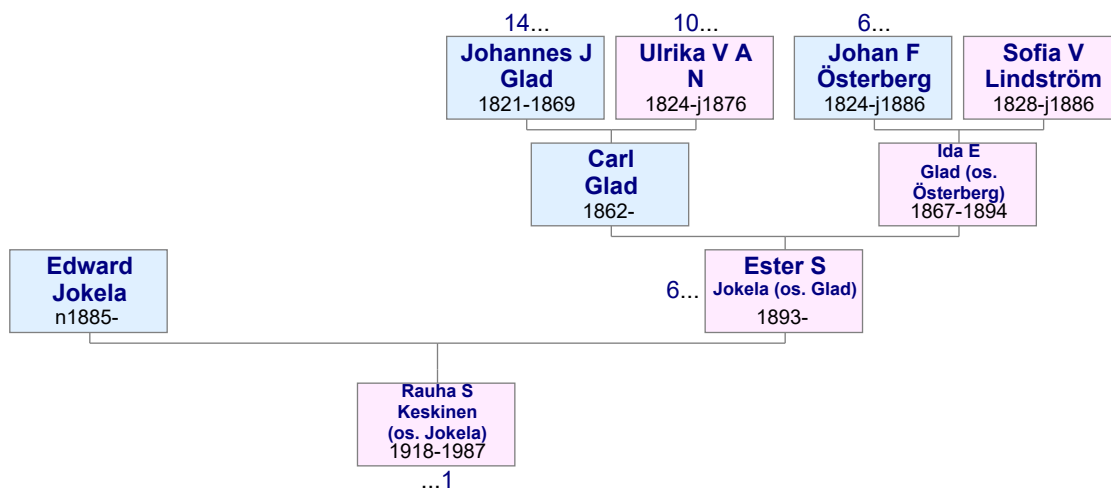 14...
10...
6...
Johannes J
Glad
1821-1869
Ulrika V A
N
1824-j1876
Johan F
Österberg
1824-j1886
Sofia V
Lindström
1828-j1886
Carl
Glad
1862-
Ida E
Glad (os.
Österberg)
1867-1894
Edward
Jokela
n1885-
6...
Ester S
Jokela (os. Glad)
1893-
Rauha S
Keskinen
(os. Jokela)
1918-1987
...1